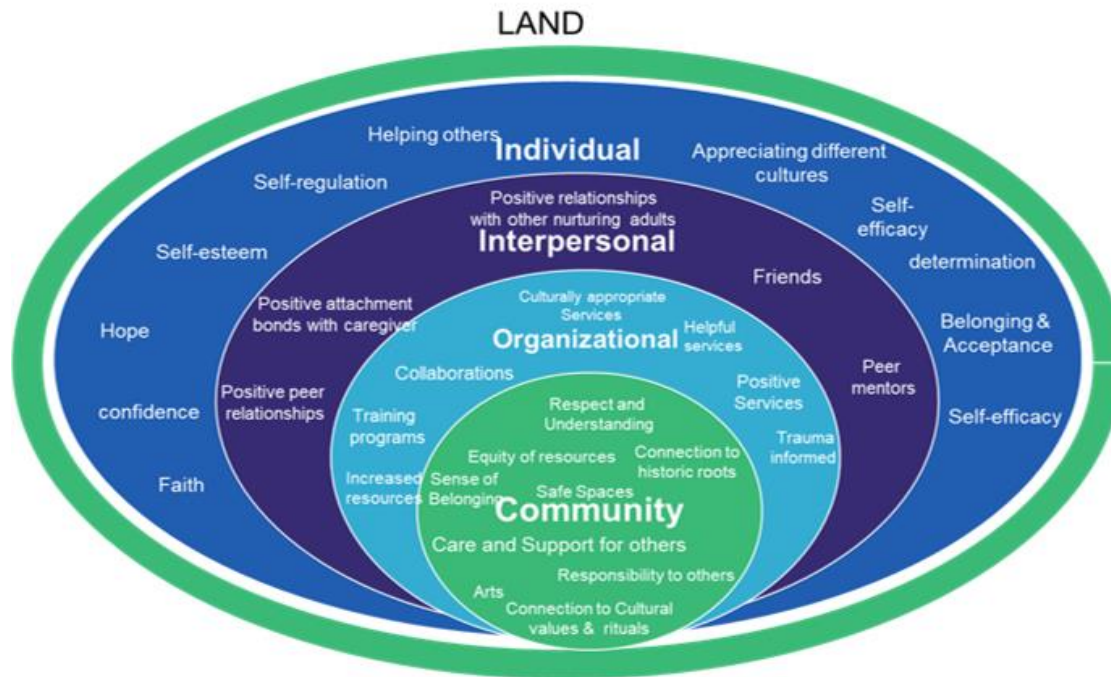 LAND
Helping others
Individual
Appreciating different
cultures
Self-regulation
Self-
efficacy
Self-esteem
determination
Hope
Belonging &
Acceptance
confidence
Self-efficacy
Faith
Positive relationships
with other nurturing adults
Interpersonal
Friends
Positive attachment
bonds with caregiver
Peer
mentors
Positive peer
relationships
Culturally appropriate
Services
Organizational
Helpful
services
Collaborations
Positive
Services
Training
programs
Trauma
informed
Increased
resources
Respect and
Understanding
Equity of resources
Connection to
historic roots
Sense of
Belonging
Safe Spaces
Community
Care and Support for others
Responsibility to others
Arts
Connection to Cultural
values & rituals